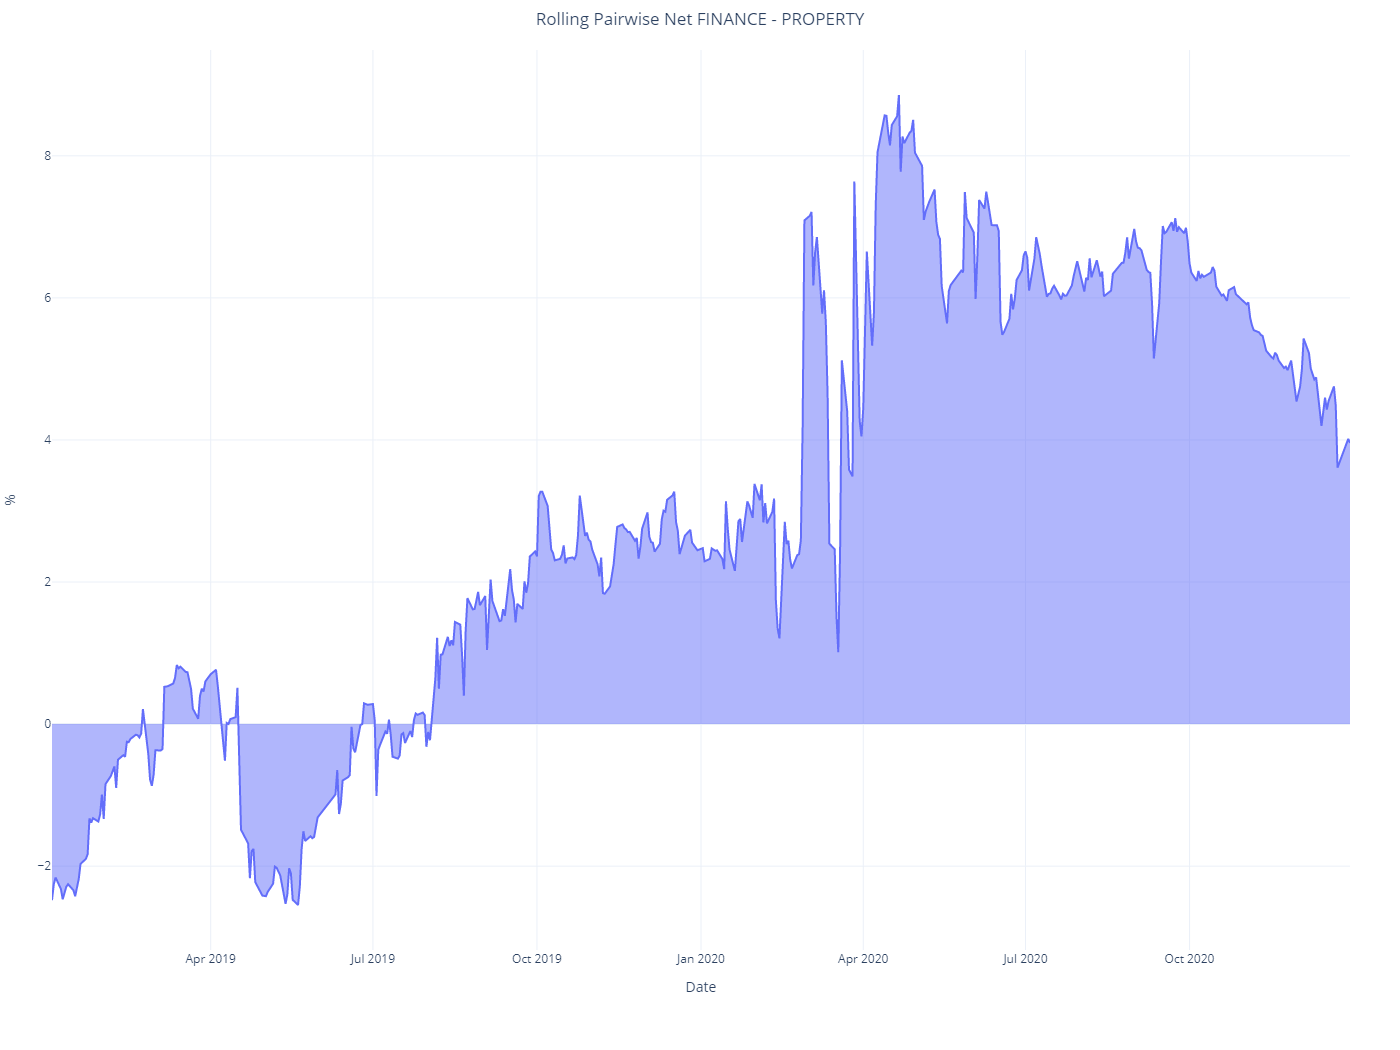 Rolling Pairwise Net FINANCE - PROPERTY
8
6
4
2
0
−2
%
Apr 2019
Jul 2019
Oct 2019
Jan 2020
Apr 2020
Jul 2020
Oct 2020
Date